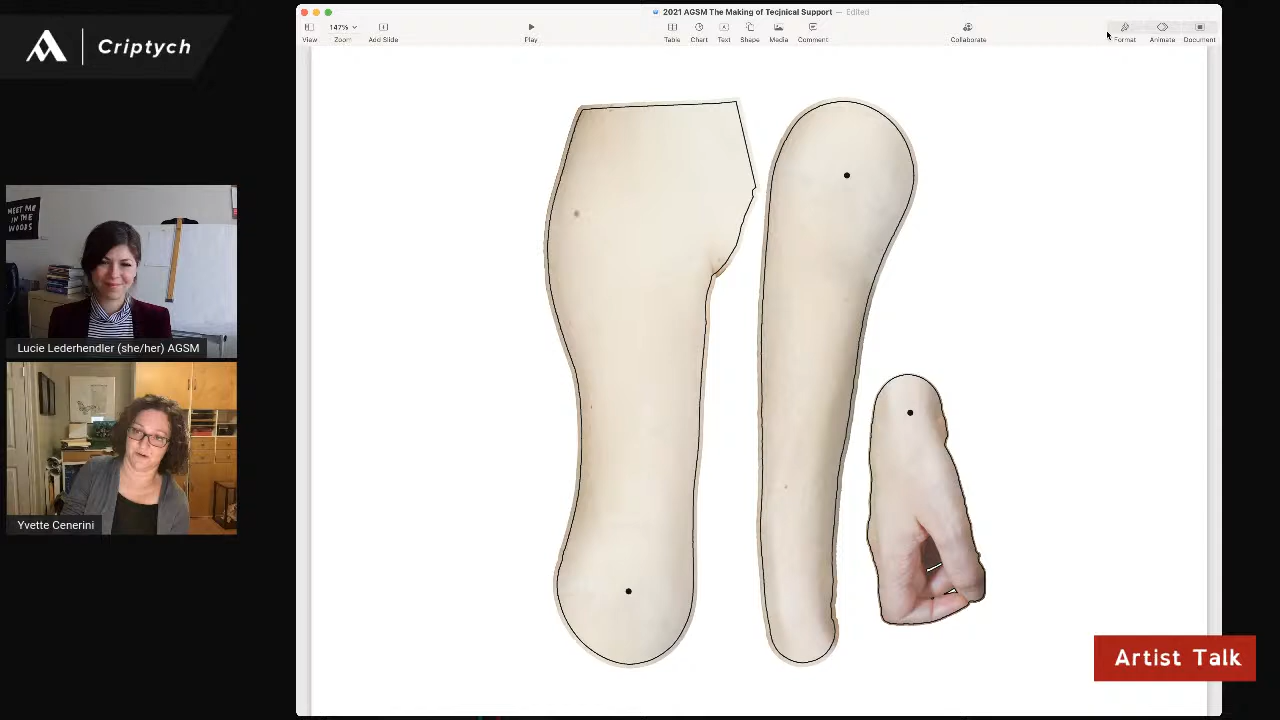 Criptych
2021 AGSM The Making of Tecjnical Support — Edited
147%
View
Zoom
Add Slide
Play
Table
Chart
Text
Shape
Media
Comment
Collaborate
Format
Animate
Document
MEET ME
IN THE
WOODS
Lucie Lederhendler (she/her) AGSM
Yvette Cenerini
Artist Talk